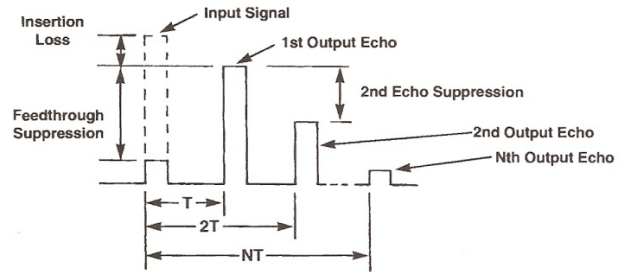 Insertion
Loss
Input Signal
1st Output Echo
Feedthrough
Suppression
2nd Echo Suppression
2nd Output Echo
Nth Output Echo
T
2T
NT